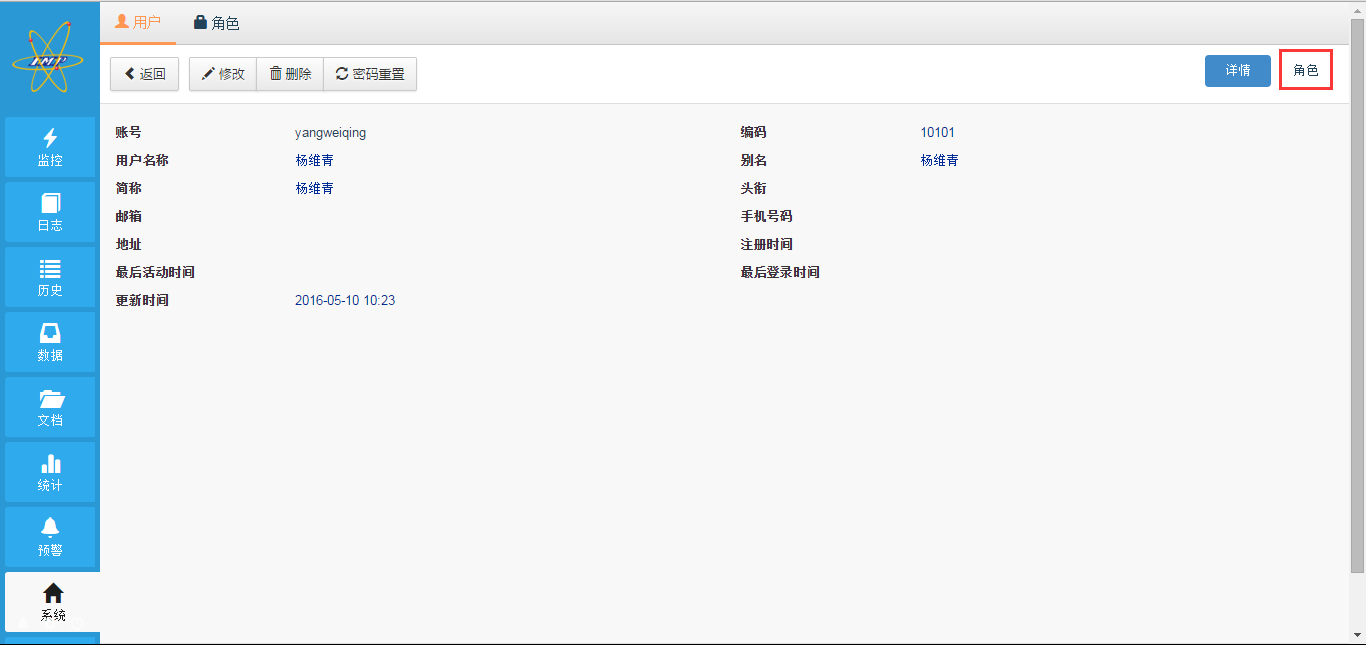 用户 角色
返回 修改 删除 密码重置 详情 角色
EMP
账号 yangweiqing 编码 10101
用户名称 杨维青 别名 杨维青
简称 杨维青 头衔
邮箱 手机号码
地址 注册时间
最后活动时间 最后登录时间
更新时间 2016-05-10 10:23
监控
日志
历史
数据
文档
统计
预警
系统